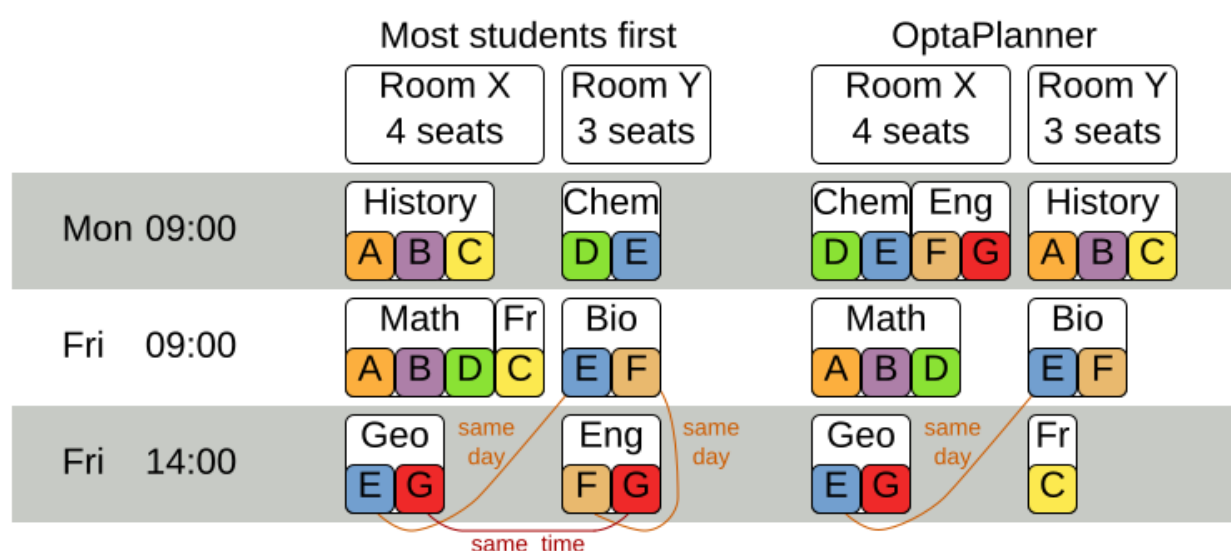 Most students first OptaPlanner
Room X Room Y Room X Room Y
4 seats 3 seats 4 seats 3 seats
Mon 09:00 History Chem Chem Eng History
A B C D E D E F G A B C
Fri 09:00 Math Fr Bio Math Bio
A B D C E F A B D E F
Fri 14:00 Geo same day Eng same day Geo same day Fr
E G F G E G C
same time